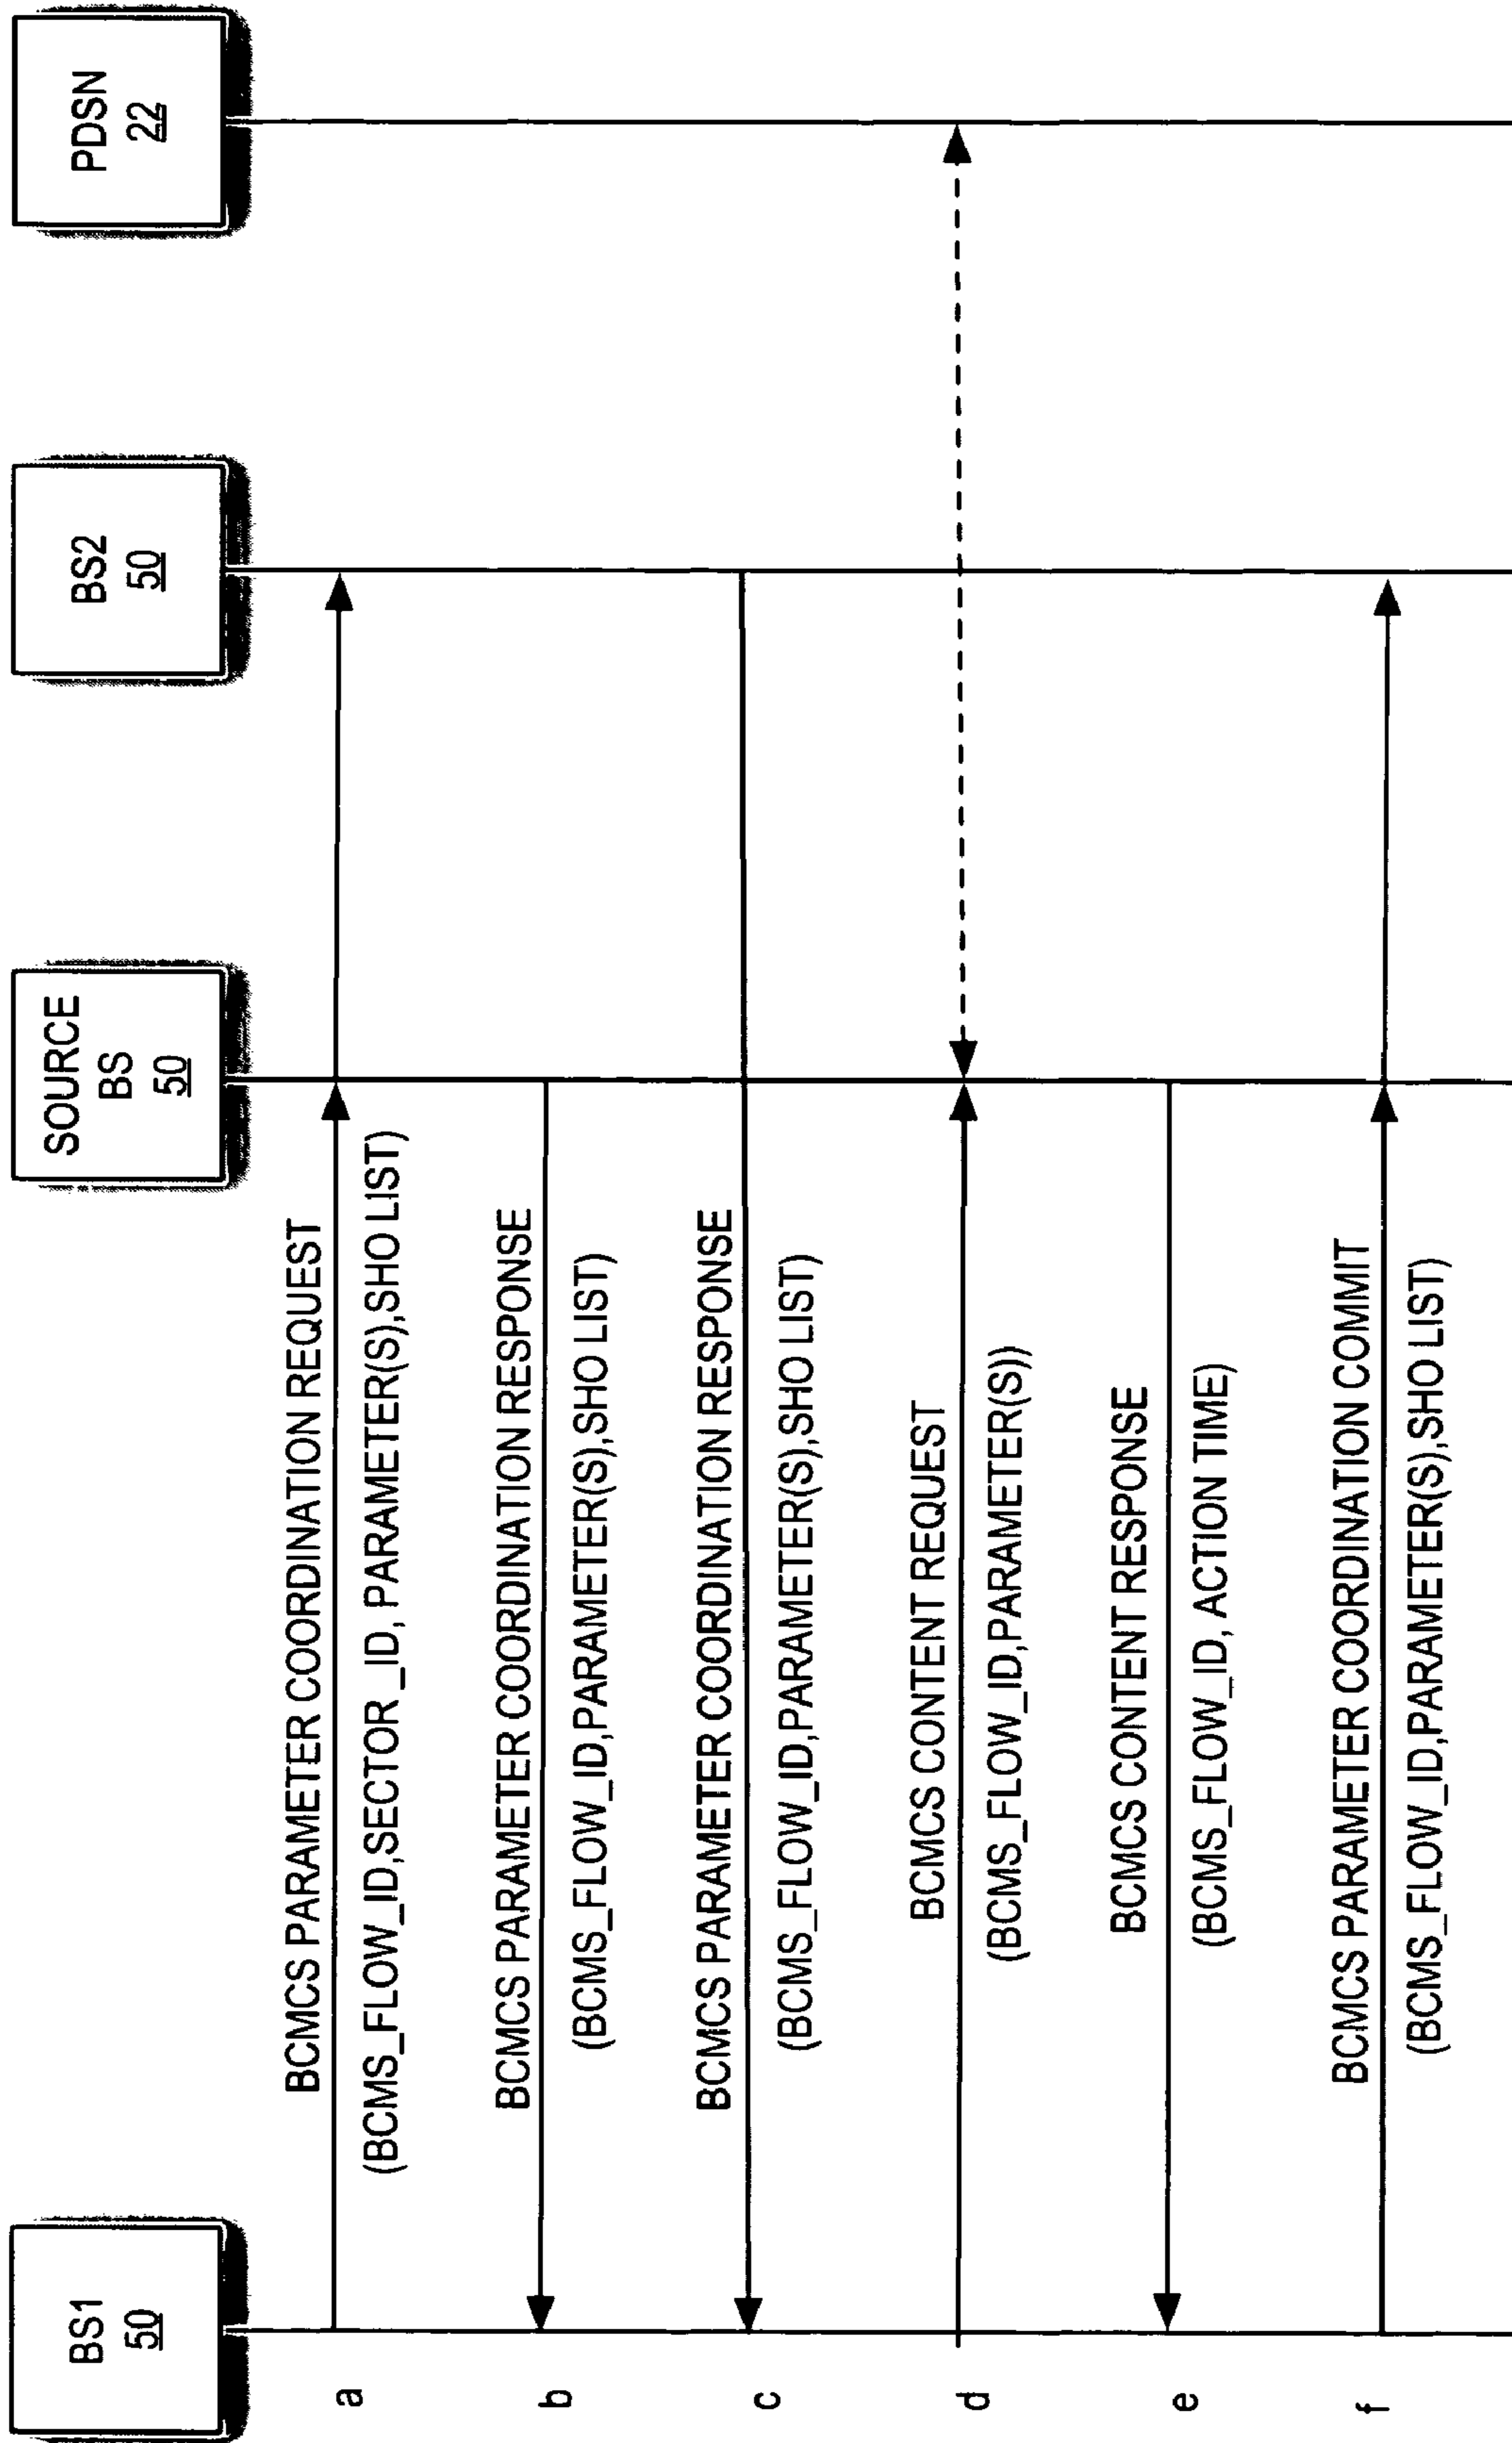 BS1
50
SOURCE
BS
50
BS2
50
PDSN
22
a
BCMCS PARAMETER COORDINATION REQUEST
(BCMS_FLOW_ID,SECTOR _ID, PARAMETER(S),SHO LIST)
b
BCMCS PARAMETER COORDINATION RESPONSE
(BCMS_FLOW_ID,PARAMETER(S),SHO LIST)
c
BCMCS PARAMETER COORDINATION RESPONSE
(BCMS_FLOW_ID,PARAMETER(S),SHO LIST)
d
BCMCS CONTENT REQUEST
(BCMS_FLOW_ID,PARAMETER(S))
e
BCMCS CONTENT RESPONSE
(BCMS_FLOW_ID, ACTION TIME)
f
BCMCS PARAMETER COORDINATION COMMIT
(BCMS_FLOW_ID,PARAMETER(S),SHO LIST)